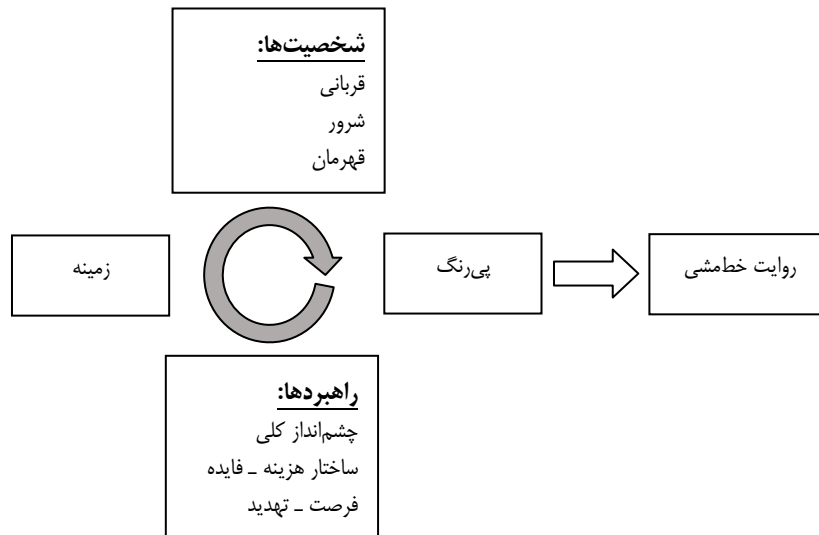 شخصیت‌ها:
قربانی
شرور
قهرمان
زمینه
پی‌رنگ
روایت خط‌مشی
راهبردها:
چشم‌انداز کلی
ساختار هزینه ـ فایده
فرصت ـ تهدید